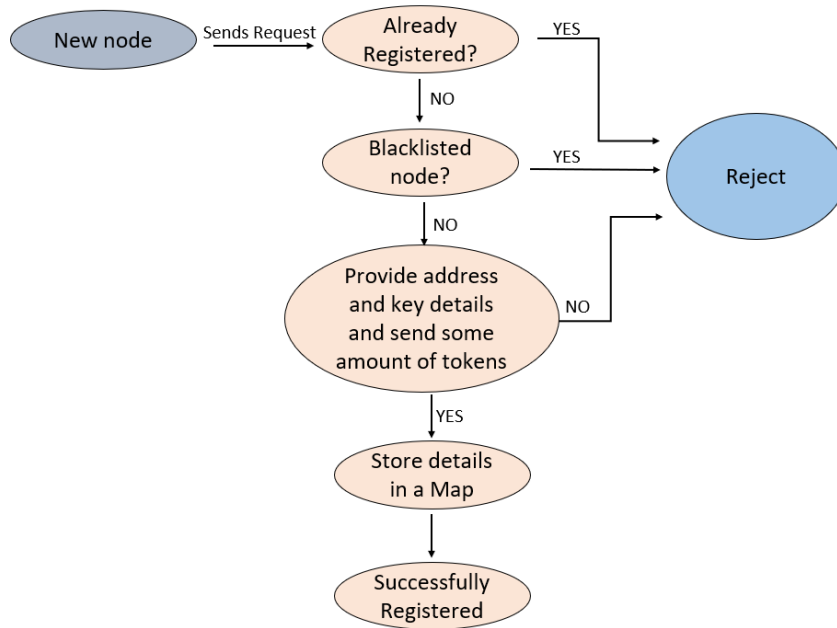 New node
Sends Request
Already
Registered?
YES
NO
Blacklisted
node?
YES
Reject
NO
Provide address
and key details
and send some
amount of tokens
NO
YES
Store details
in a Map
Successfully
Registered